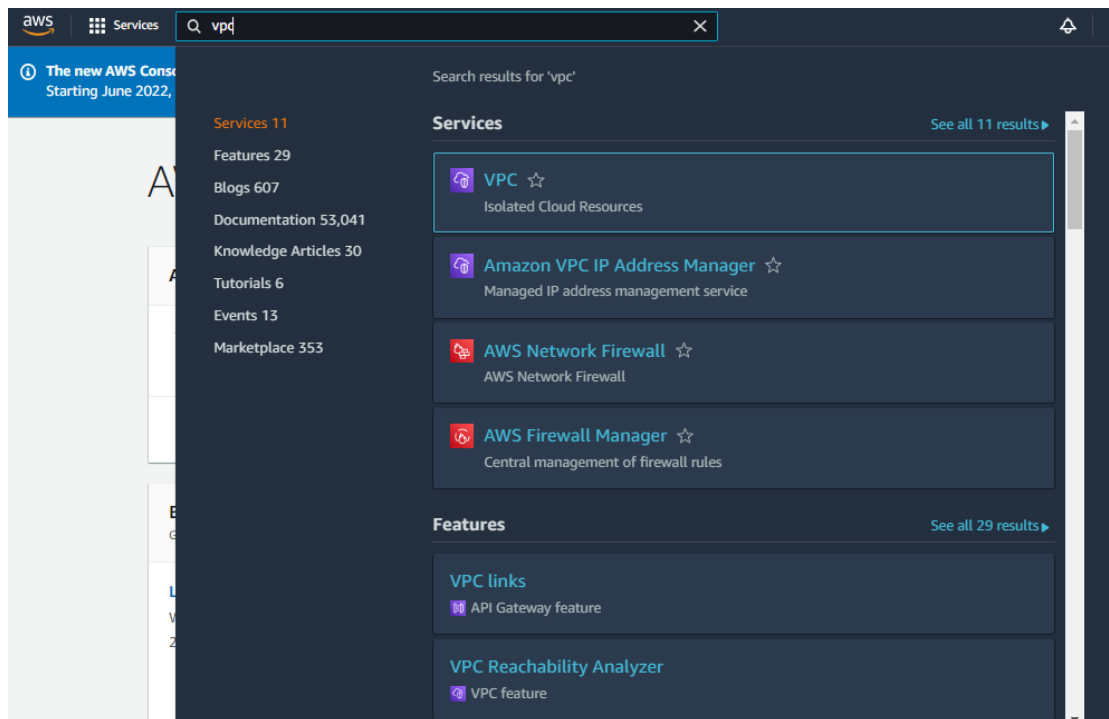 aws
Services
vpc
The new AWS Conso
Starting June 2022,
Search results for 'vpc'
Services 11
Features 29
Blogs 607
Documentation 53,041
Knowledge Articles 30
Tutorials 6
Events 13
Marketplace 353
Services
See all 11 results
VPC
Isolated Cloud Resources
Amazon VPC IP Address Manager
Managed IP address management service
AWS Network Firewall
AWS Network Firewall
AWS Firewall Manager
Central management of firewall rules
Features
See all 29 results
VPC links
API Gateway feature
VPC Reachability Analyzer
VPC feature